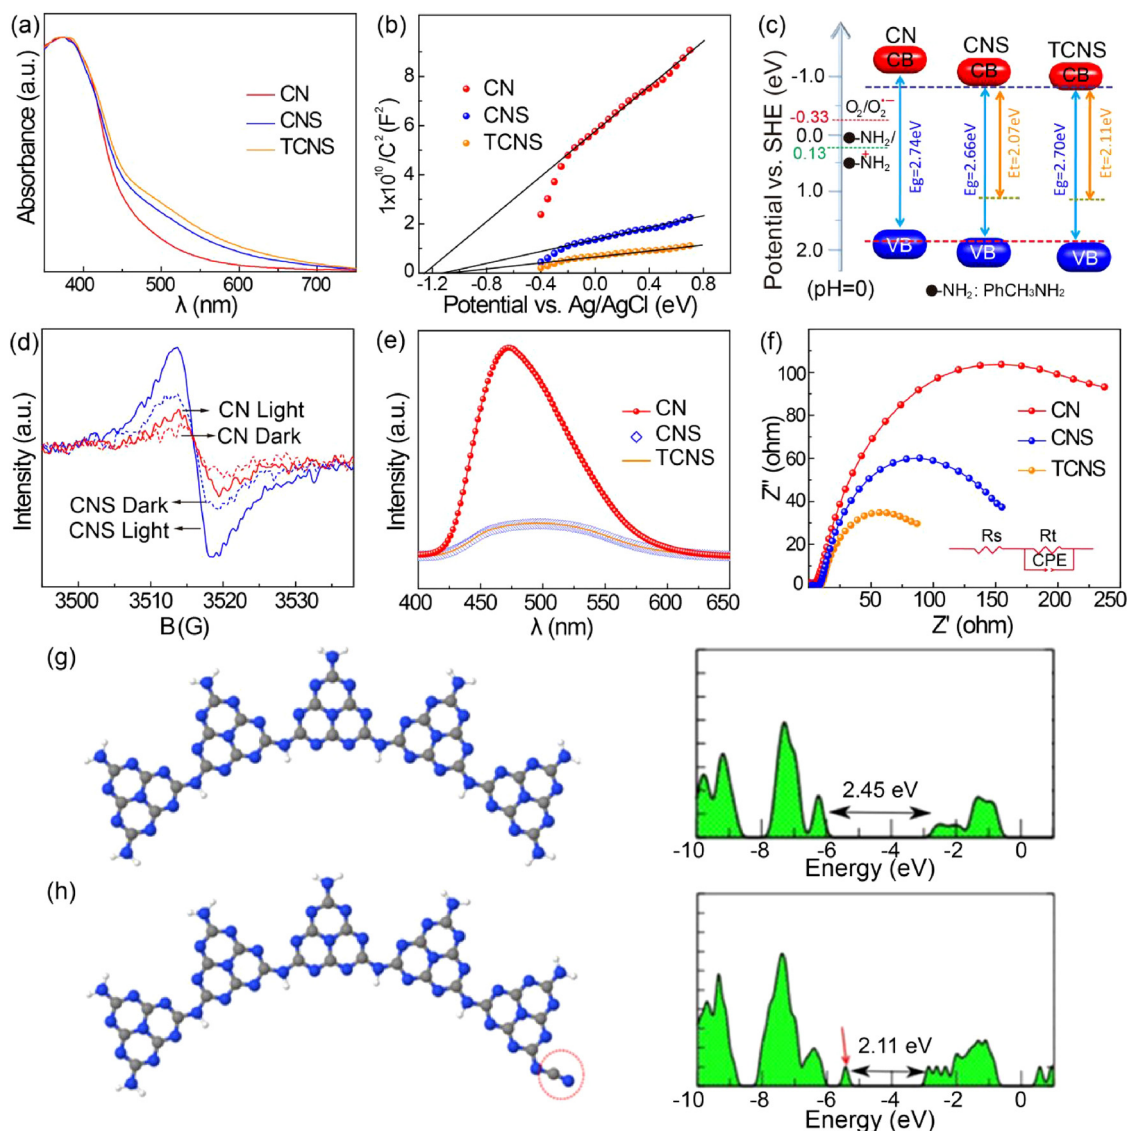 (a)
Absorbance (a.u.)
CN
CNS
TCNS
400 500 600 700
λ (nm)
(b)
1x10¹⁰/C⁻² (F⁻²)
8
6
4
2
0
CN
CNS
TCNS
-1.2 -0.8 -0.4 0.0 0.4 0.8
Potential vs. Ag/AgCl (eV)
(c)
Potential vs. SHE (eV)
CN
CNS
TCNS
CB
CB
CB
-1.0
-0.33
0.0
0.13
1.0
2.0
O₂/O₂˙⁻
-NH₂/
-NH₂
+
Eg=2.74eV
Eg=2.66eV
Et=2.07eV
Eg=2.70eV
Et=2.11eV
VB
VB
VB
(pH=0)
-NH₂: PhCH₃NH₂
(d)
Intensity (a.u.)
CN Light
CN Dark
CNS Dark
CNS Light
3500 3510 3520 3530
B (G)
(e)
Intensity (a.u.)
CN
CNS
TCNS
400 450 500 550 600 650
λ (nm)
(f)
Z'' (ohm)
100
80
60
40
20
0
CN
CNS
TCNS
Rs Rt
CPE
50 100 150 200 250
Z' (ohm)
(g)
2.45 eV
-10 -8 -6 -4 -2 0
Energy (eV)
(h)
2.11 eV
-10 -8 -6 -4 -2 0
Energy (eV)